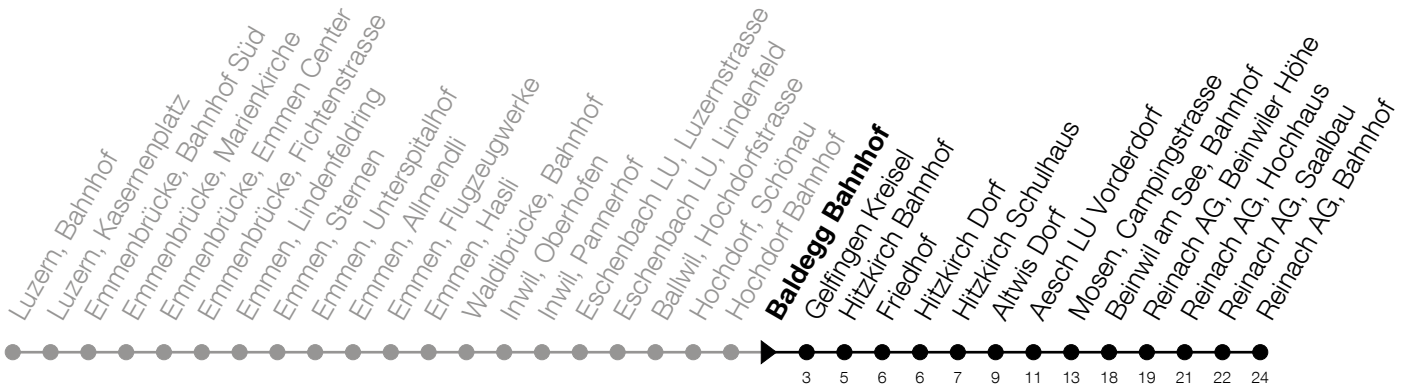 Luzern, Bahnhof
Luzern, Kasernenplatz
Emmenbrücke, Bahnhof Süd
Emmenbrücke, Marienkirche
Emmenbrücke, Emmen Center
Emmenbrücke, Fichtenstrasse
Emmen, Lindenfeldring
Emmen, Sternen
Emmen, Unterspitalhof
Emmen, Allmendli
Emmen, Flugzeugwerke
Emmen, Hasli
Waldibrücke, Bahnhof
Inwil, Oberhofen
Inwil, Pannerhof
Eschenbach LU, Luzernstrasse
Eschenbach LU, Lindenfeld
Ballwil, Hochdorfstrasse
Hochdorf, Schönau
Hochdorf Bahnhof
Baldegg Bahnhof
Gelfingen Kreisel
Hitzkirch Bahnhof
Friedhof
Hitzkirch Dorf
Hitzkirch Schulhaus
Altwis Dorf
Aesch LU Vorderdorf
Mosen, Campingstrasse
Beinwil am See, Bahnhof
Reinach AG, Beinwiler Höhe
Reinach AG, Hochhaus
Reinach AG, Saalbau
Reinach AG, Bahnhof
3 5 6 6 7 9 11 13 18 19 21 22 24